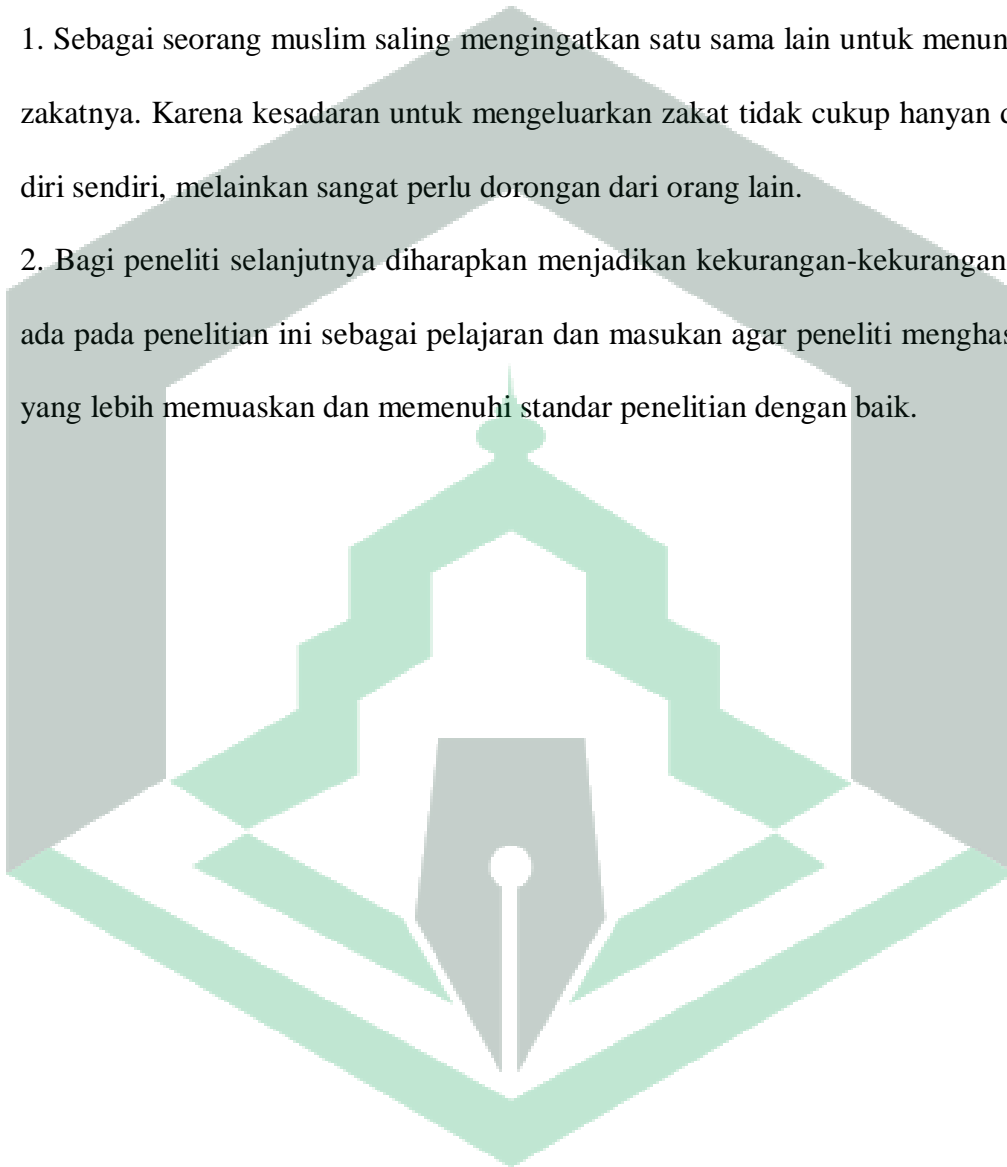 1. Sebagai seorang muslim saling mengingatkan satu sama lain untuk menun
zakatnya. Karena kesadaran untuk mengeluarkan zakat tidak cukup hanyan d
diri sendiri, melainkan sangat perlu dorongan dari orang lain.
2. Bagi peneliti selanjutnya diharapkan menjadikan kekurangan-kekurangan
ada pada penelitian ini sebagai pelajaran dan masukan agar peneliti menghas
yang lebih memuaskan dan memenuhi standar penelitian dengan baik.